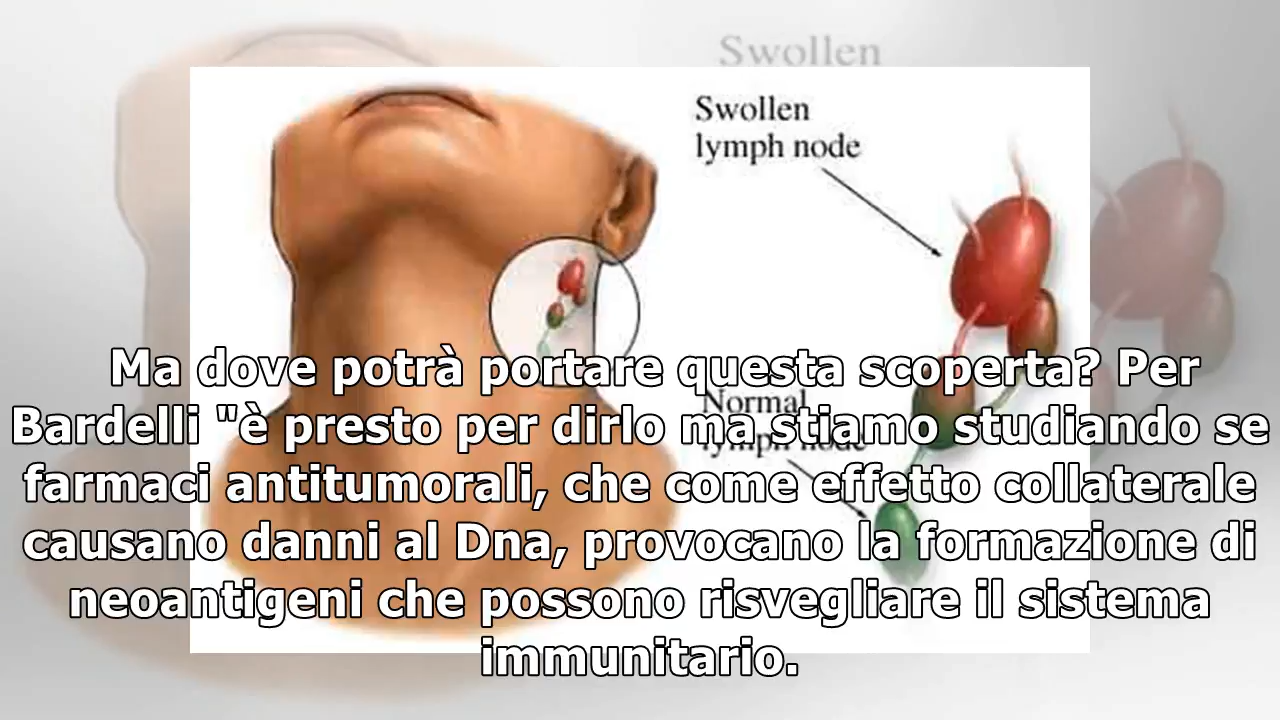 Swollen
Swollen
lymph node
Normal
lymph node
Ma dove potrà portare questa scoperta? Per
Bardelli "è presto per dirlo ma stiamo studiando se
farmaci antitumorali, che come effetto collaterale
causano danni al Dna, provocano la formazione di
neoantigeni che possono risvegliare il sistema
immunitario.